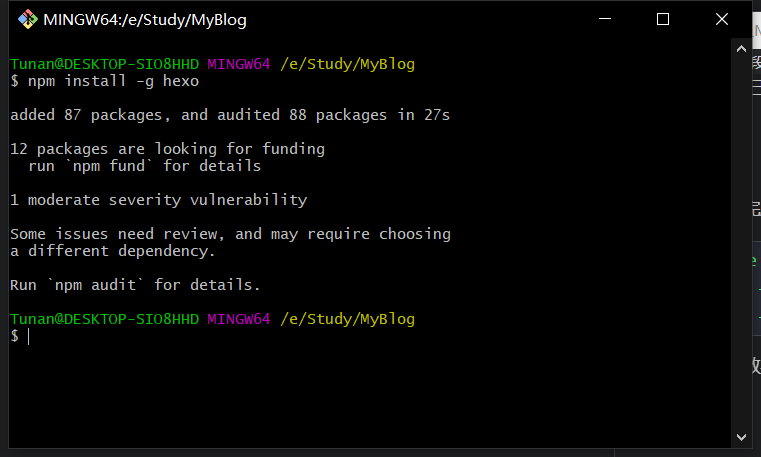 MINGW64:/e/Study/MyBlog
Tunan@DESKTOP-SIO8HHD MINGW64 /e/Study/MyBlog
$ npm install -g hexo
added 87 packages, and audited 88 packages in 27s
12 packages are looking for funding
  run `npm fund` for details
1 moderate severity vulnerability
Some issues need review, and may require choosing
a different dependency.
Run `npm audit` for details.
Tunan@DESKTOP-SIO8HHD MINGW64 /e/Study/MyBlog
$